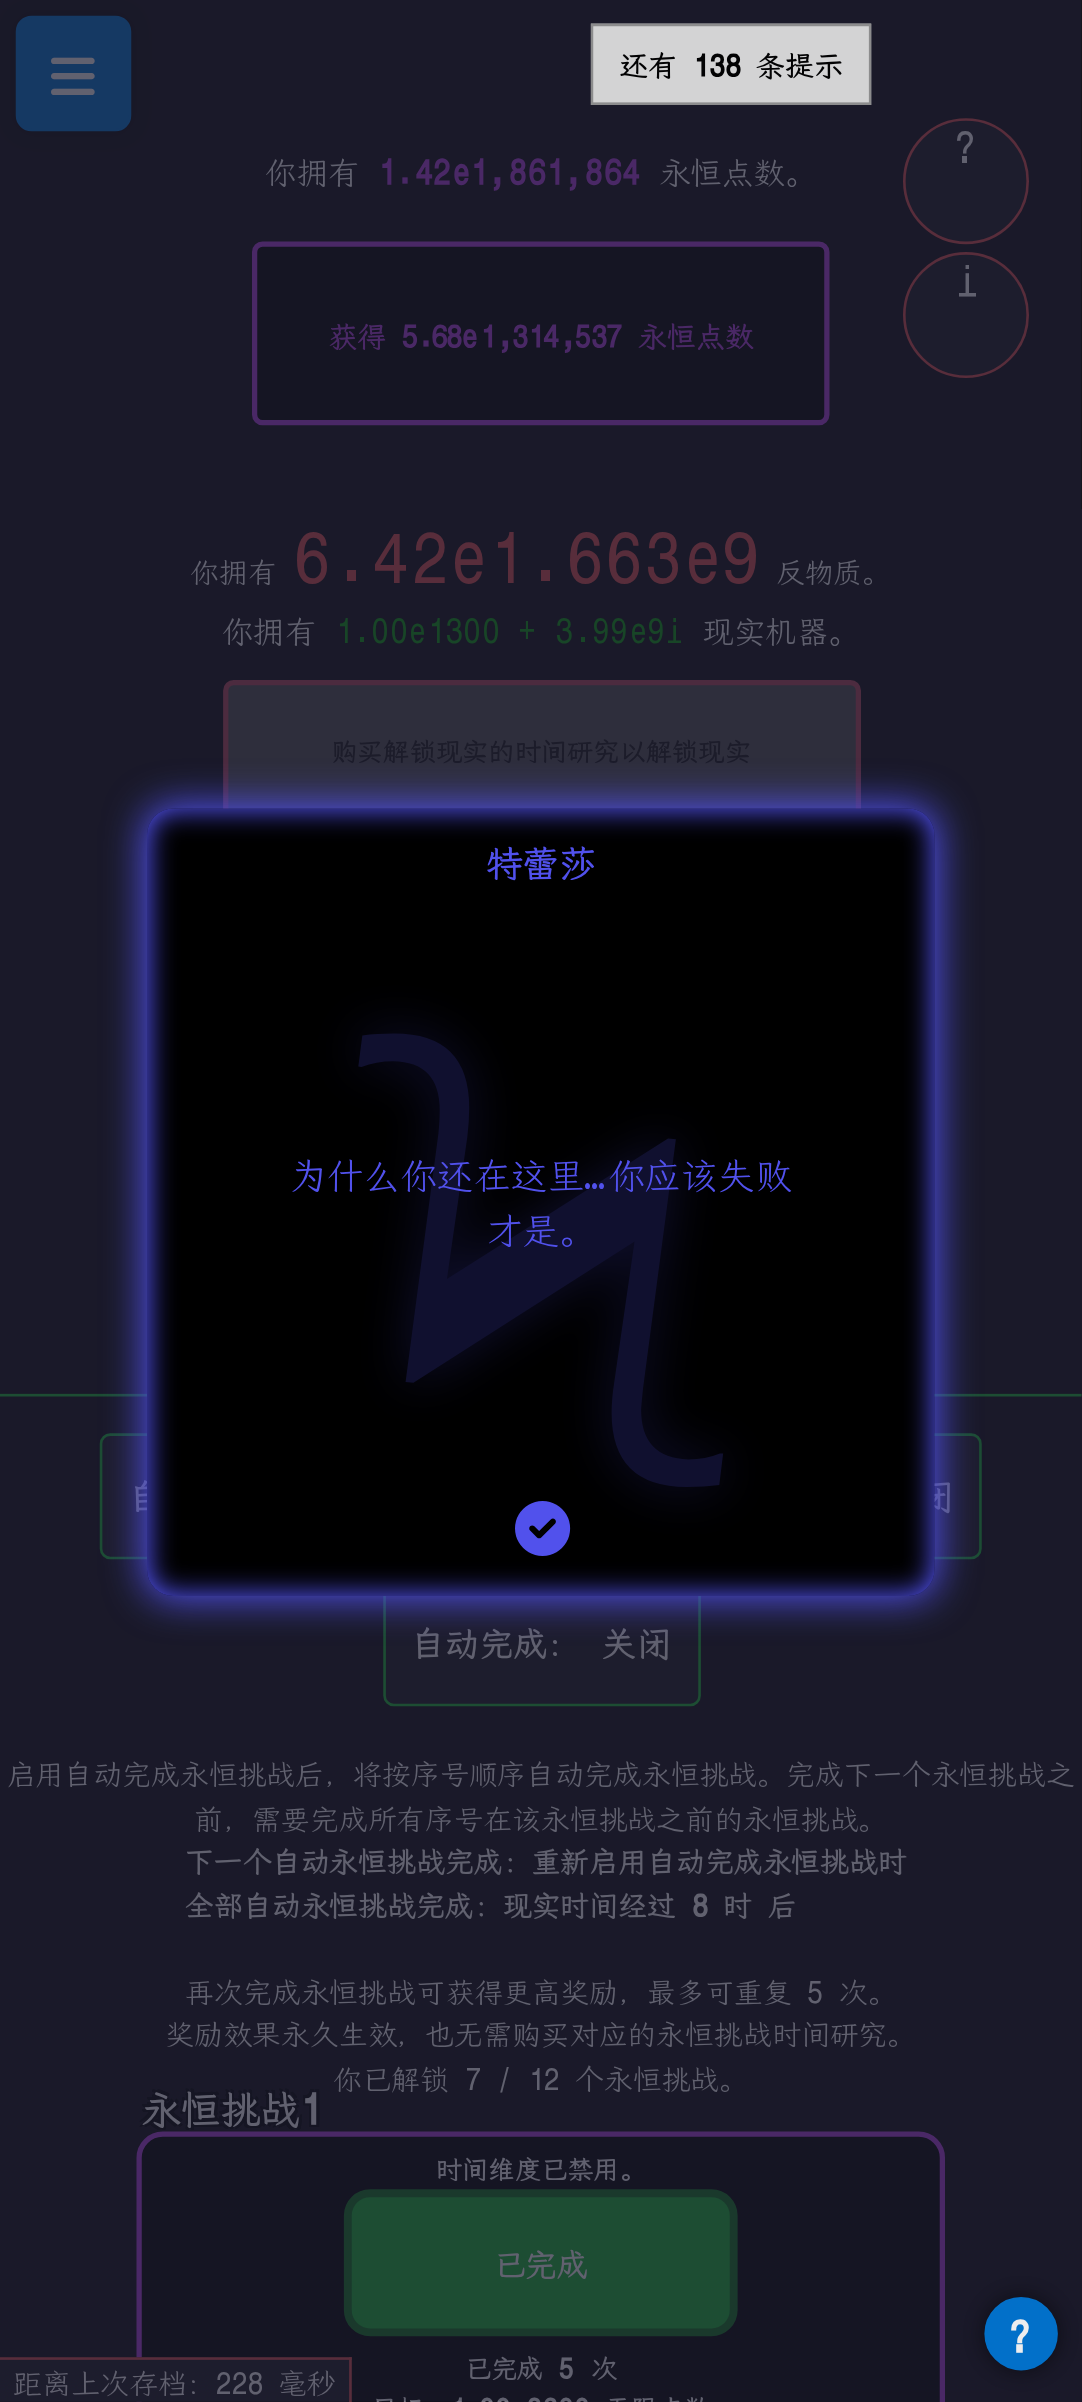 还有 138 条提示
?
你拥有 1.42e1,861,864 永恒点数。
i
获得 5.68e1,314,537 永恒点数
你拥有 6.42e1.663e9 反物质。
你拥有 1.00e1300 + 3.99e9i 现实机器。
购买解锁现实的时间研究以解锁现实
特蕾莎
为什么你还在这里…你应该失败
才是。
闭
自动完成： 关闭
启用自动完成永恒挑战后，将按序号顺序自动完成永恒挑战。完成下一个永恒挑战之
前，需要完成所有序号在该永恒挑战之前的永恒挑战。
下一个自动永恒挑战完成：重新启用自动完成永恒挑战时
全部自动永恒挑战完成：现实时间经过 8 时 后
再次完成永恒挑战可获得更高奖励，最多可重复 5 次。
奖励效果永久生效，也无需购买对应的永恒挑战时间研究。
你已解锁 7 / 12 个永恒挑战。
永恒挑战1
时间维度已禁用。
已完成
?
已完成 5 次
距离上次存档：228 毫秒